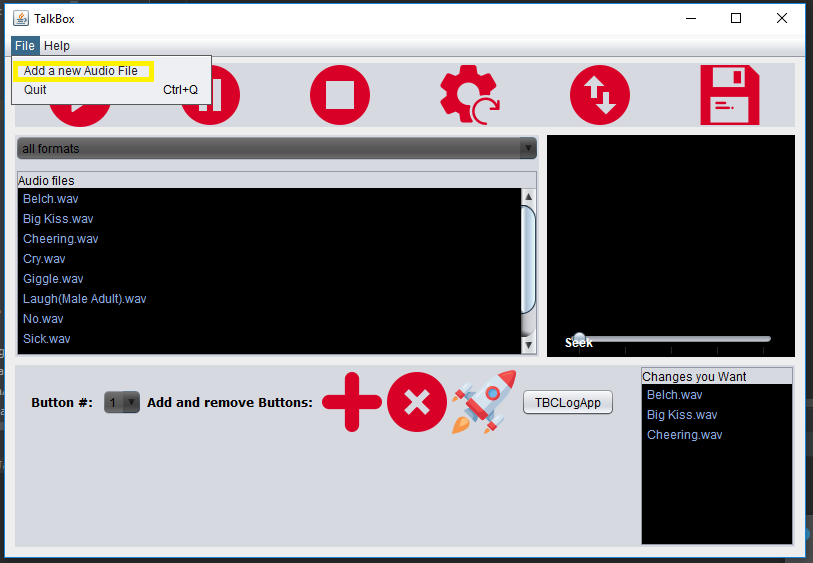 TalkBox
File Help
Add a new Audio File
Quit Ctrl+Q
all formats
Audio files
Belch.wav
Big Kiss.wav
Cheering.wav
Cry.wav
Giggle.wav
Laugh(Male Adult).wav
No.wav
Sick.wav
Seek
Button #: 1 Add and remove Buttons: TBCLogApp
Changes you Want
Belch.wav
Big Kiss.wav
Cheering.wav